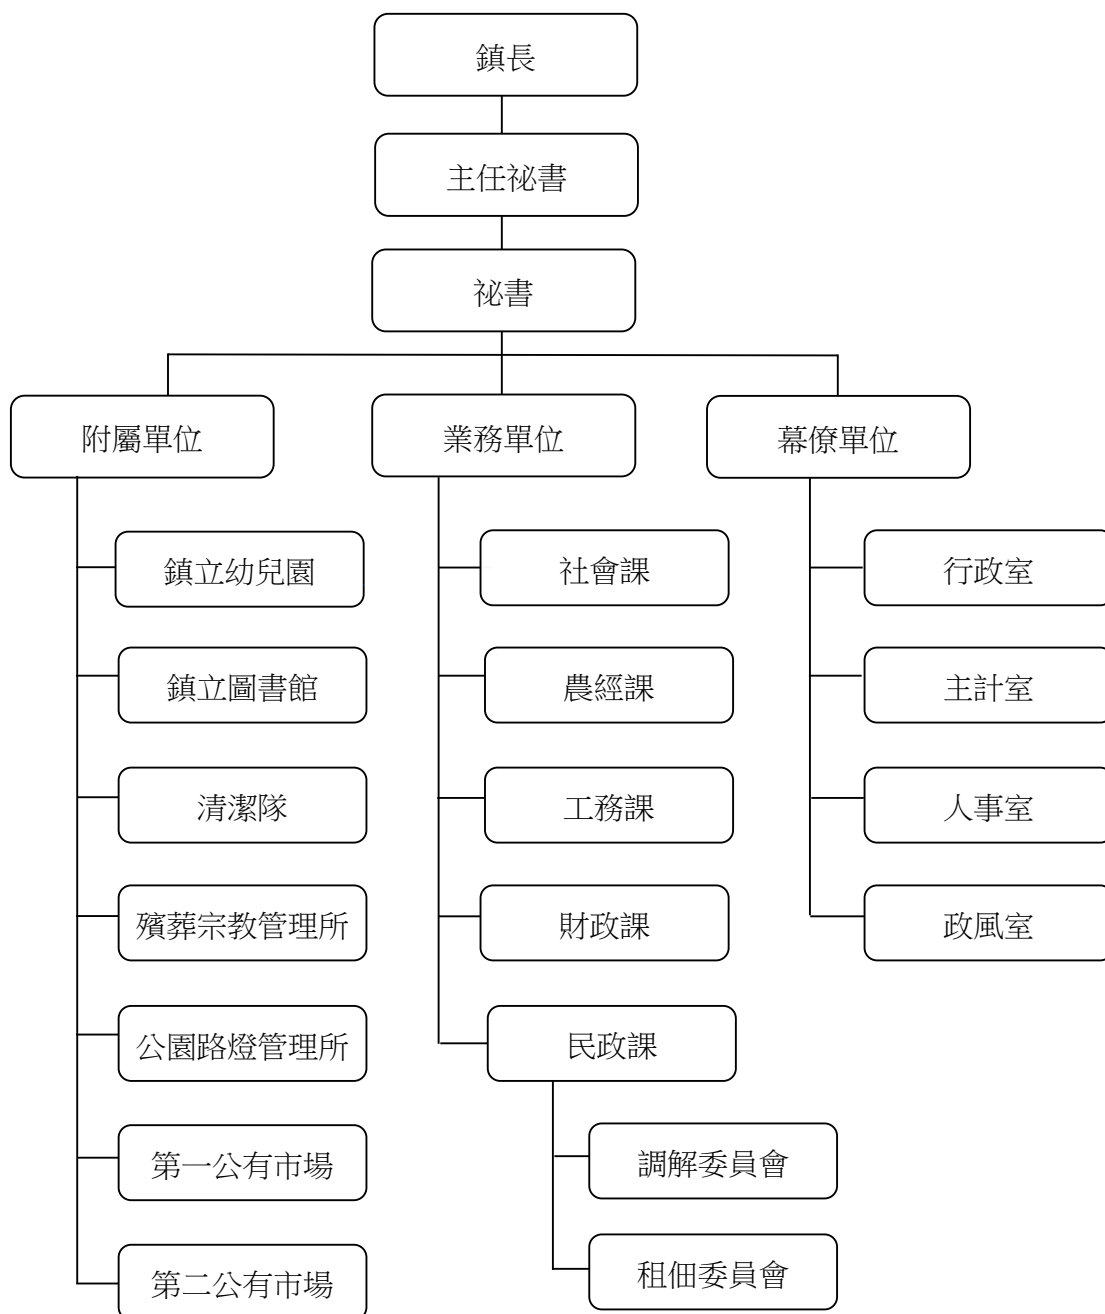 鎮長
主任祕書
祕書
附屬單位
業務單位
幕僚單位
鎮立幼兒園
社會課
行政室
鎮立圖書館
農經課
主計室
清潔隊
工務課
人事室
殯葬宗教管理所
財政課
政風室
公園路燈管理所
民政課
第一公有市場
調解委員會
第二公有市場
租佃委員會